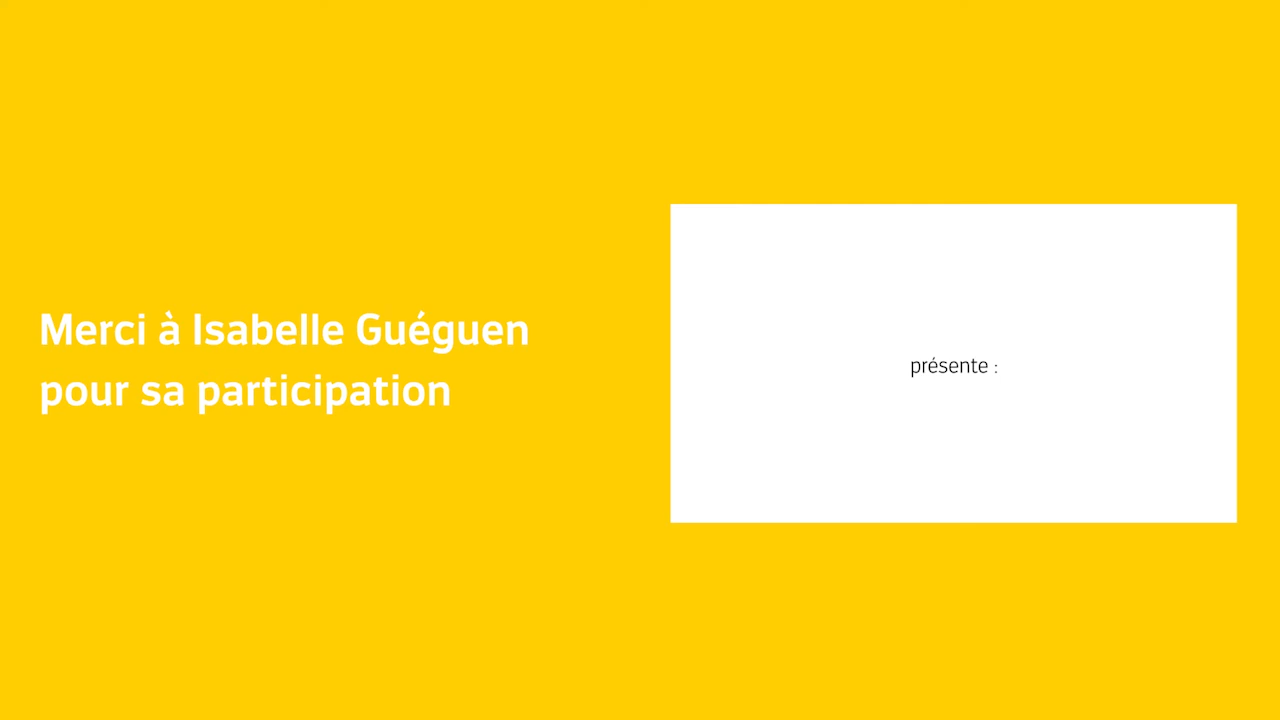 Merci à Isabelle Guéguen
pour sa participation
présente :